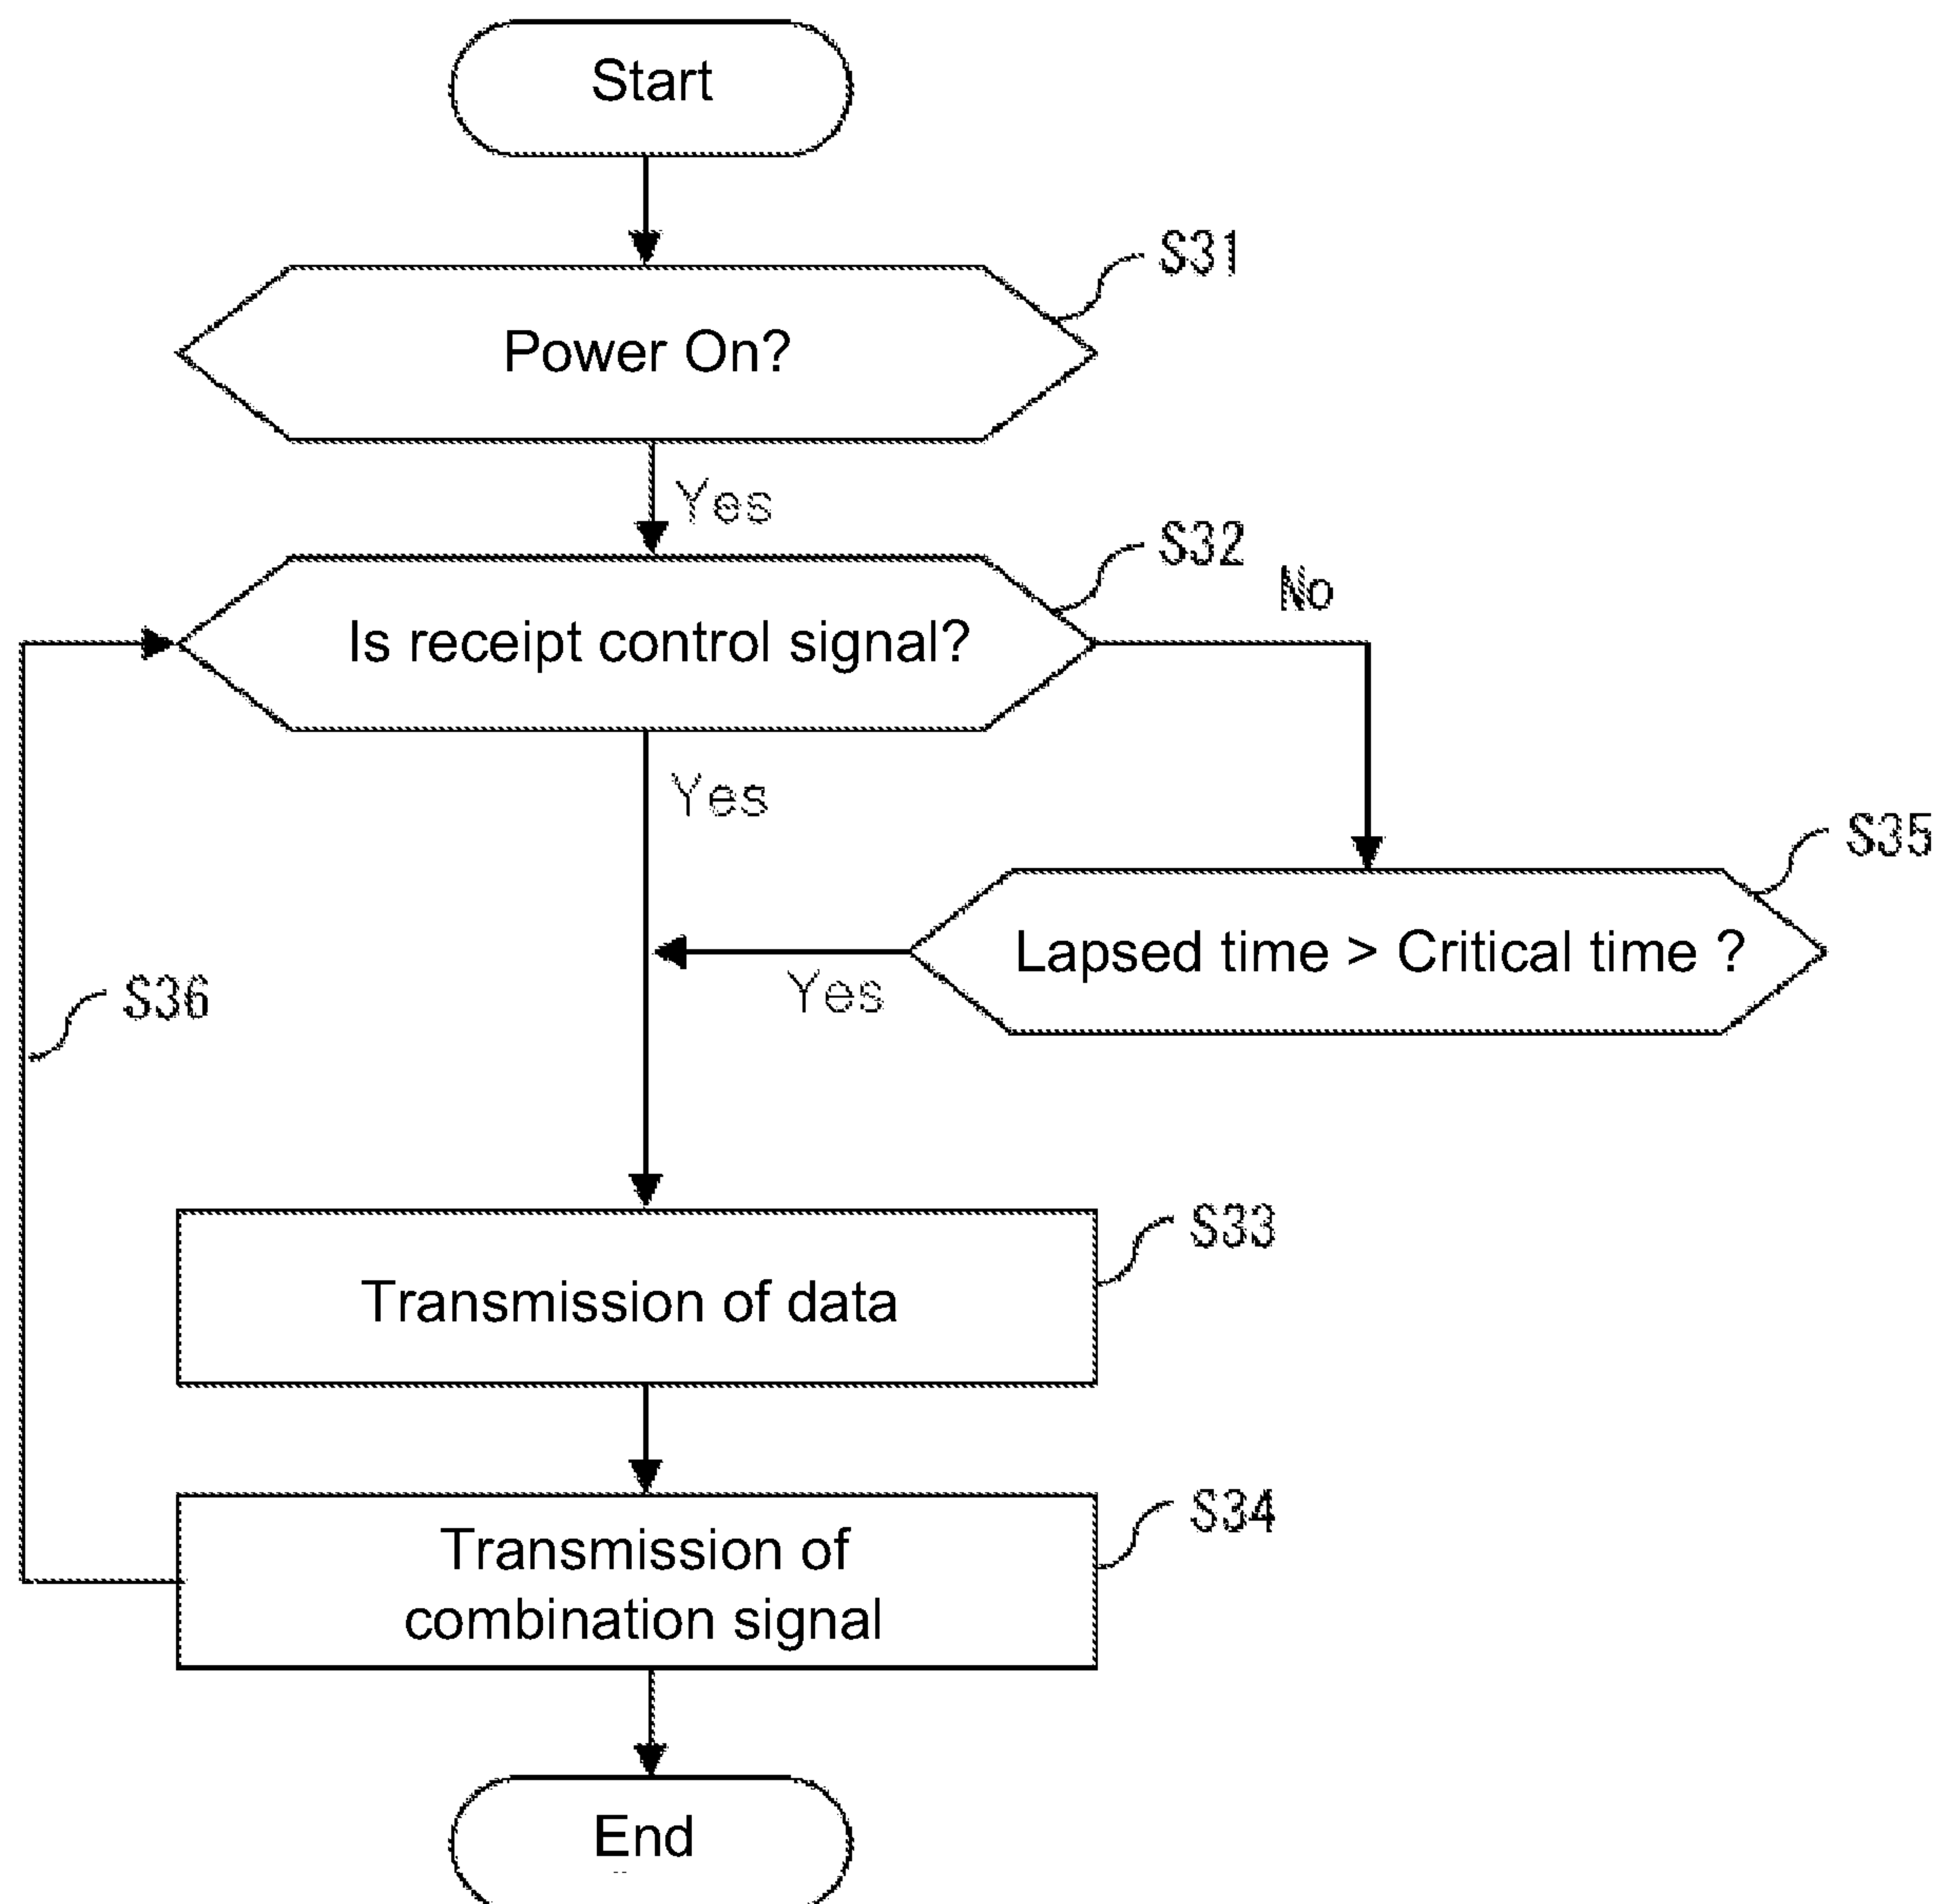 Start
S31
Power On?
Yes
S32
No
Is receipt control signal?
Yes
S35
Lapsed time > Critical time ?
Yes
S36
S33
Transmission of data
S34
Transmission of
combination signal
End